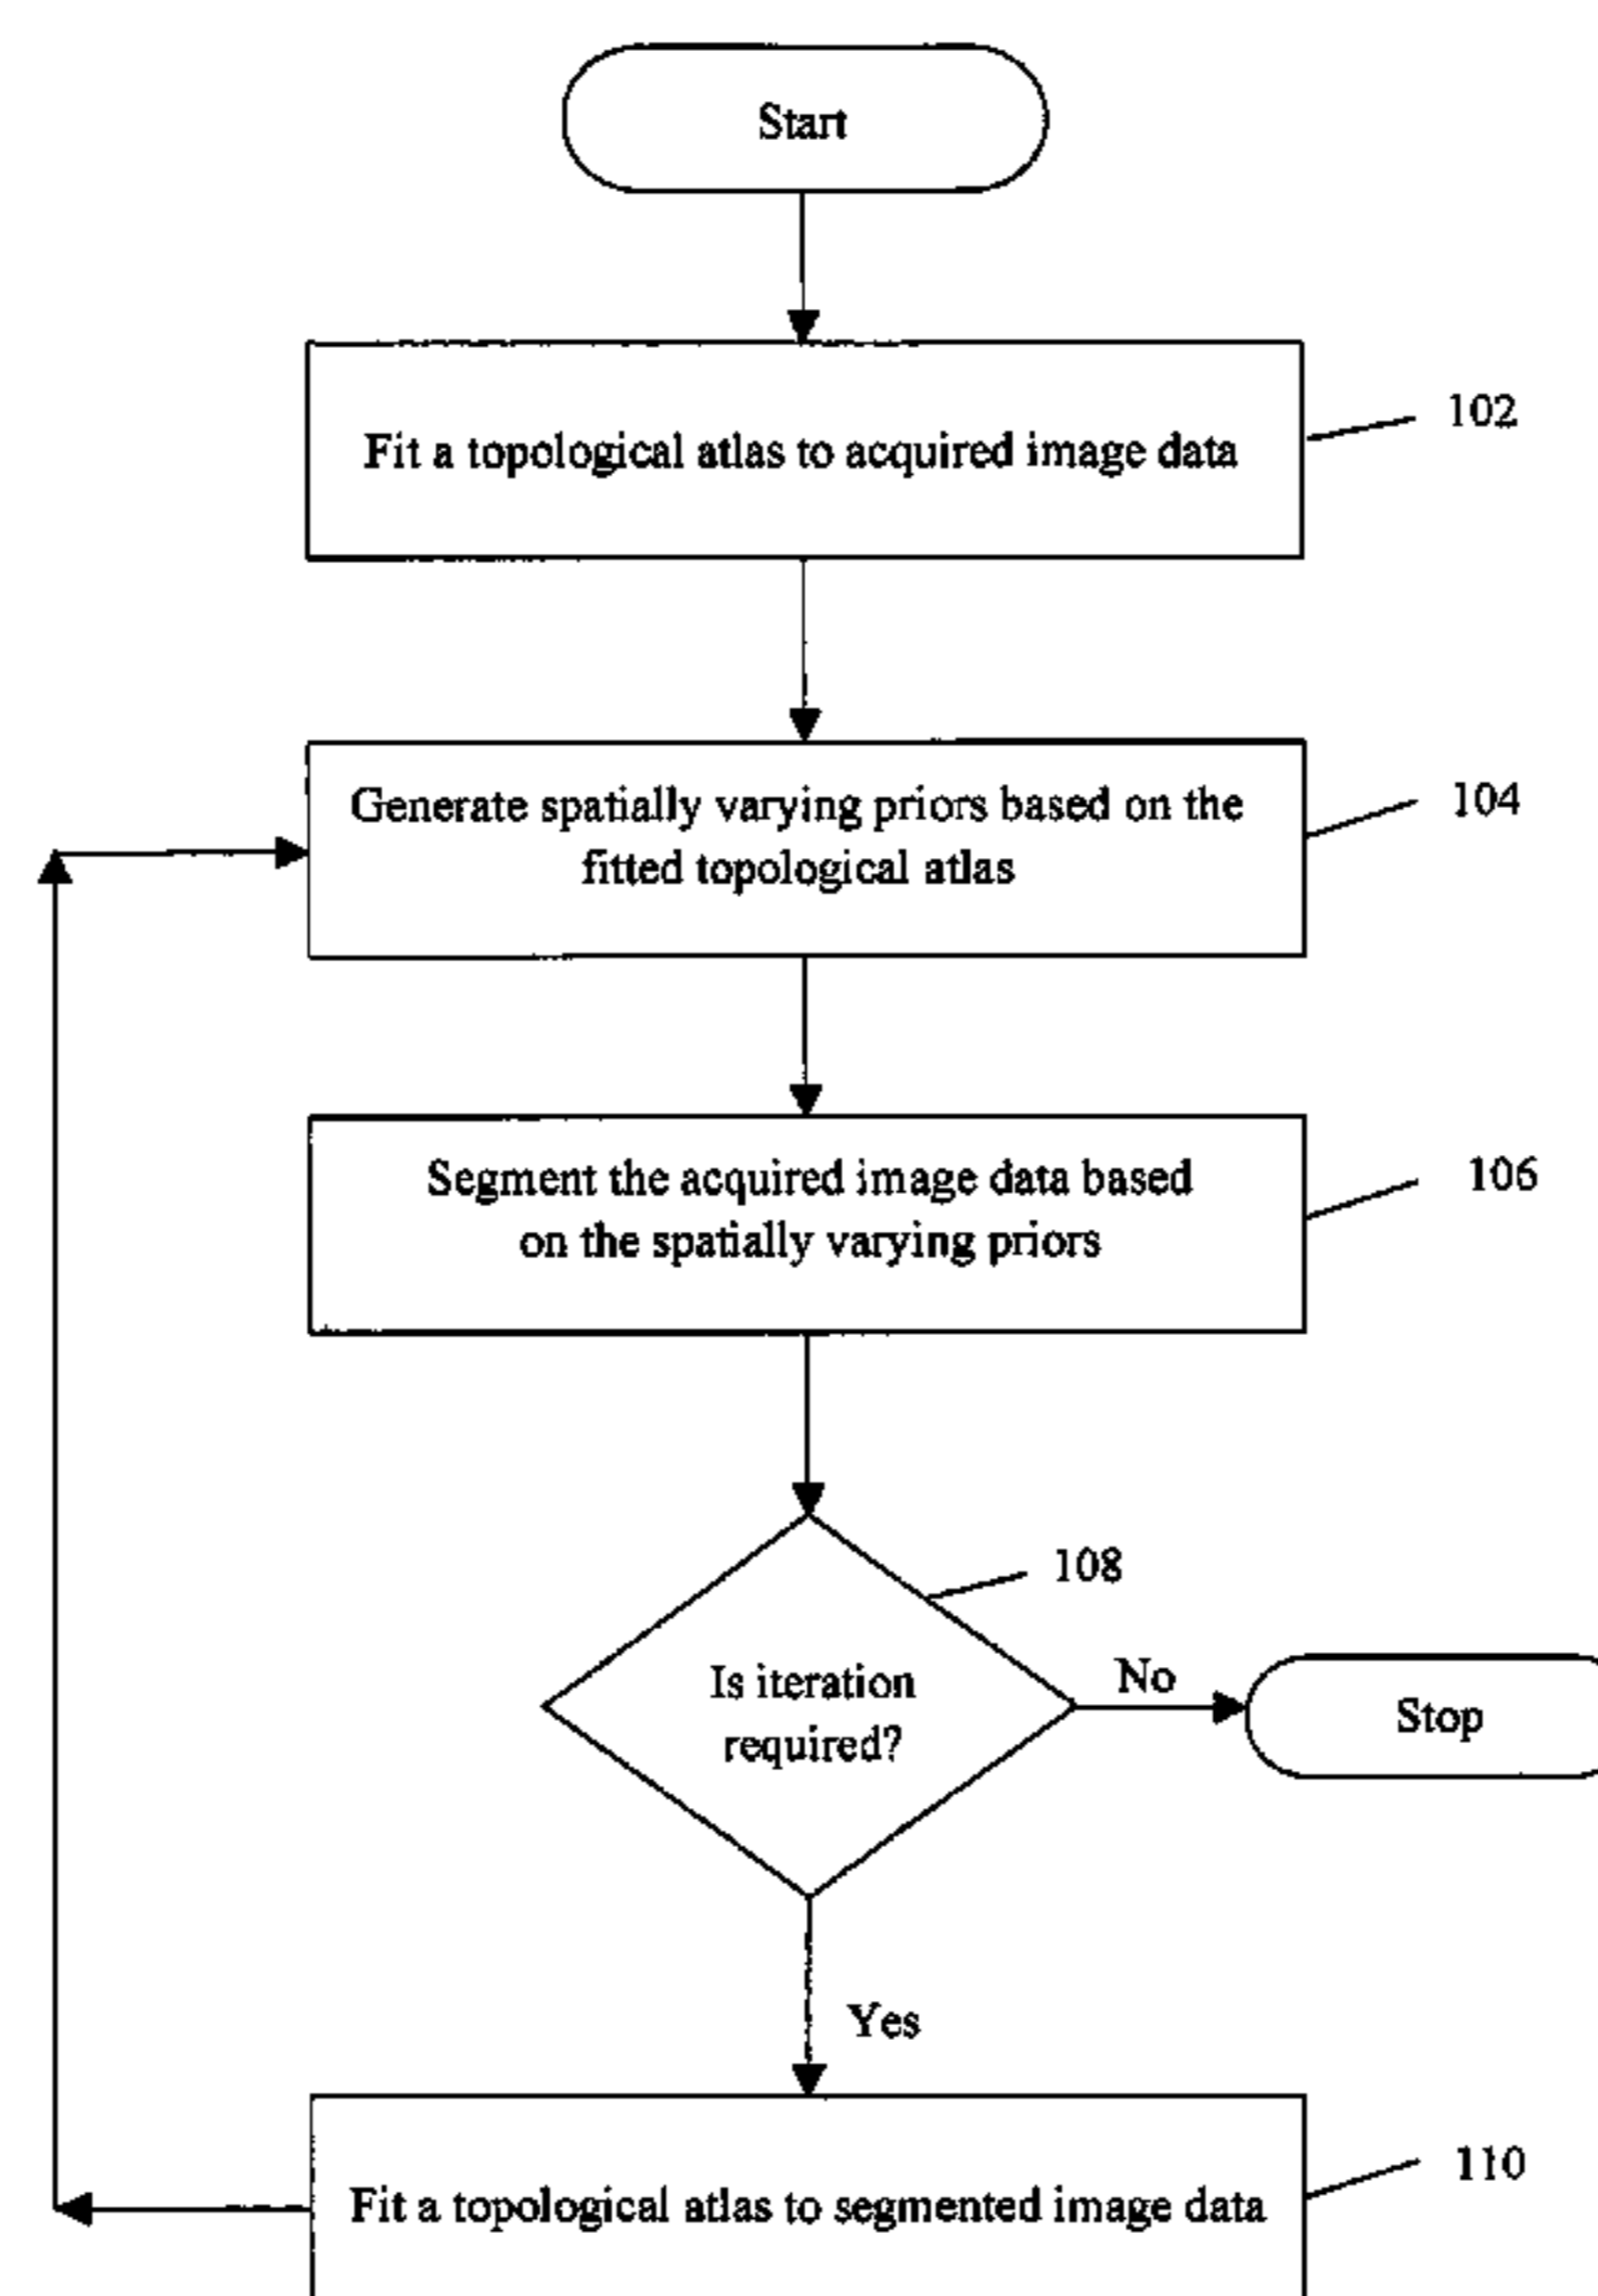 Start
Fit a topological atlas to acquired image data
102
Generate spatially varying priors based on the
fitted topological atlas
104
Segment the acquired image data based
on the spatially varying priors
106
108
Is iteration
required?
No
Stop
Yes
Fit a topological atlas to segmented image data
110